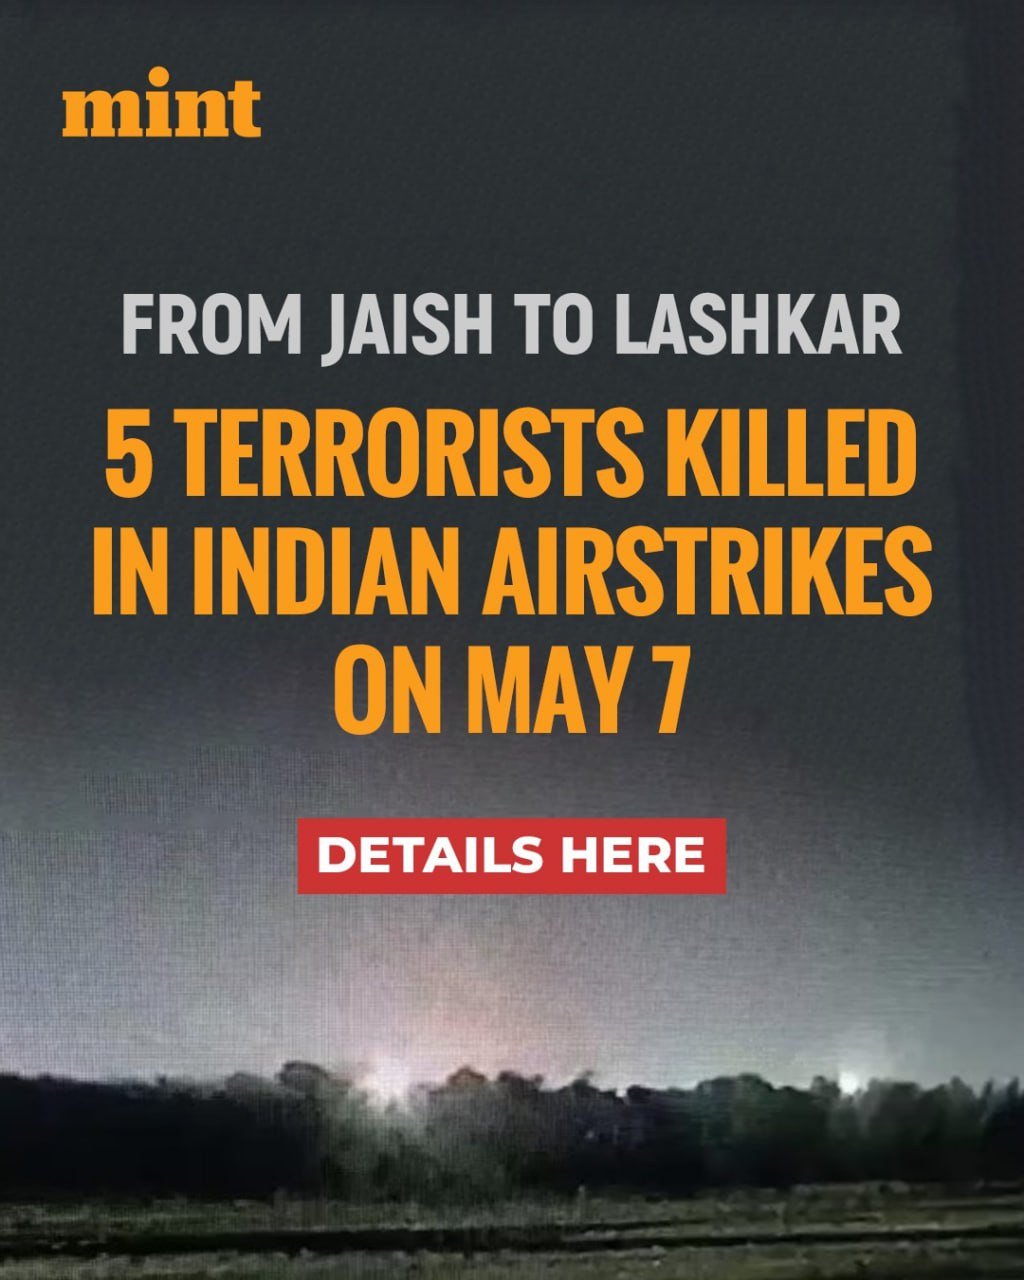 mint
FROM JAISH TO LASHKAR
5 TERRORISTS KILLED
IN INDIAN AIRSTRIKES
ON MAY 7
DETAILS HERE